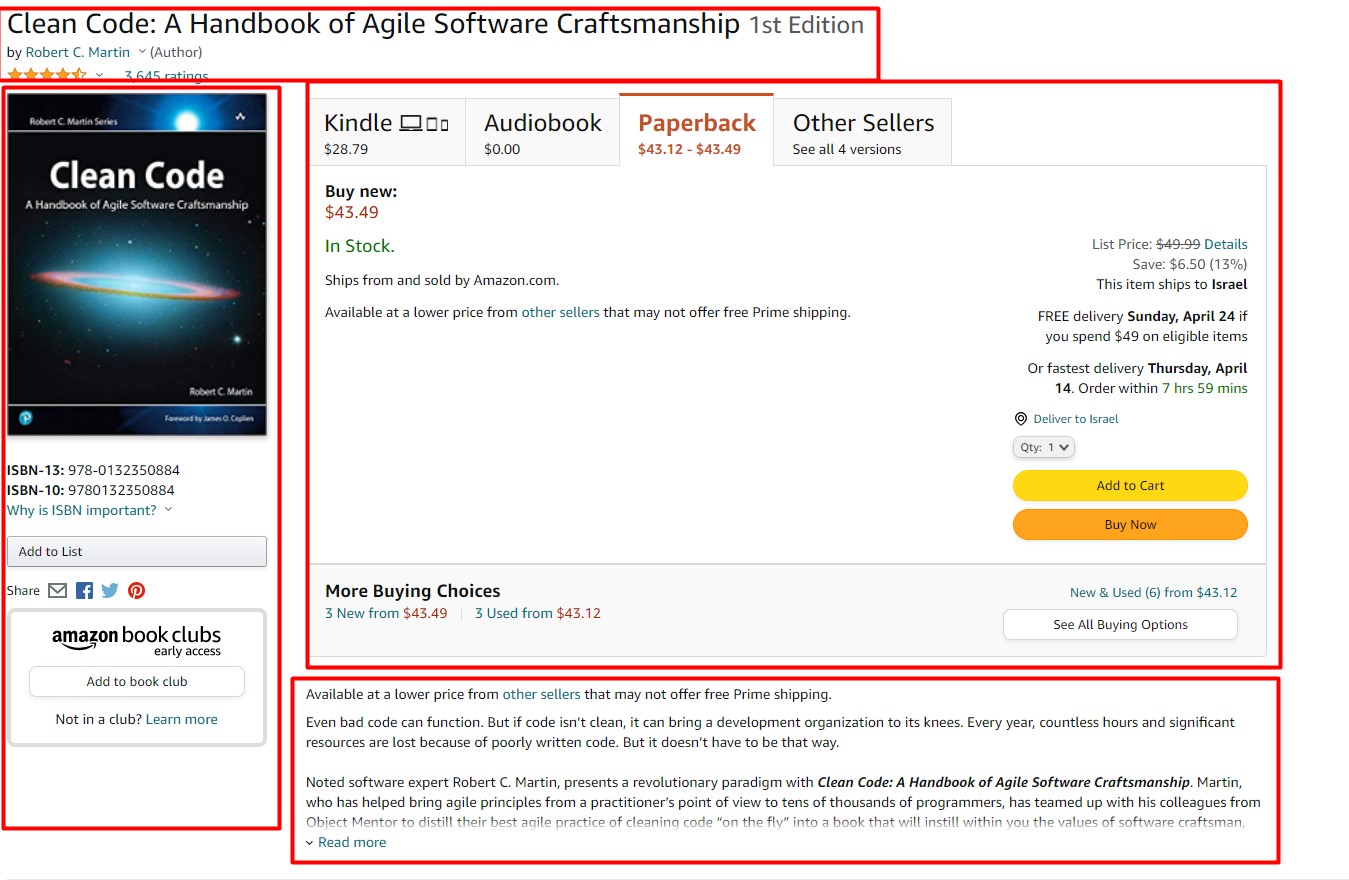 Clean Code: A Handbook of Agile Software Craftsmanship 1st Edition
by Robert C. Martin (Author)
3,645 ratings
Robert C. Martin Series
Clean Code
A Handbook of Agile Software Craftsmanship
Robert C. Martin
Foreword by James O. Coplien
ISBN-13: 978-0132350884
ISBN-10: 9780132350884
Why is ISBN important?
Add to List
Share
amazon book clubs
early access
Add to book club
Not in a club? Learn more
Kindle
$28.79
Audiobook
$0.00
Paperback
$43.12 - $43.49
Other Sellers
See all 4 versions
Buy new:
$43.49
In Stock.
Ships from and sold by Amazon.com.
Available at a lower price from other sellers that may not offer free Prime shipping.
List Price: $49.99 Details
Save: $6.50 (13%)
This item ships to Israel
FREE delivery Sunday, April 24 if
you spend $49 on eligible items
Or fastest delivery Thursday, April
14. Order within 7 hrs 59 mins
Deliver to Israel
Qty: 1
Add to Cart
Buy Now
More Buying Choices
3 New from $43.49 3 Used from $43.12
New & Used (6) from $43.12
See All Buying Options
Available at a lower price from other sellers that may not offer free Prime shipping.
Even bad code can function. But if code isn’t clean, it can bring a development organization to its knees. Every year, countless hours and significant
resources are lost because of poorly written code. But it doesn’t have to be that way.
Noted software expert Robert C. Martin, presents a revolutionary paradigm with Clean Code: A Handbook of Agile Software Craftsmanship. Martin,
who has helped bring agile principles from a practitioner’s point of view to tens of thousands of programmers, has teamed up with his colleagues from
Object Mentor to distill their best agile practice of cleaning code “on the fly” into a book that will instill within you the values of software craftsman,
Read more